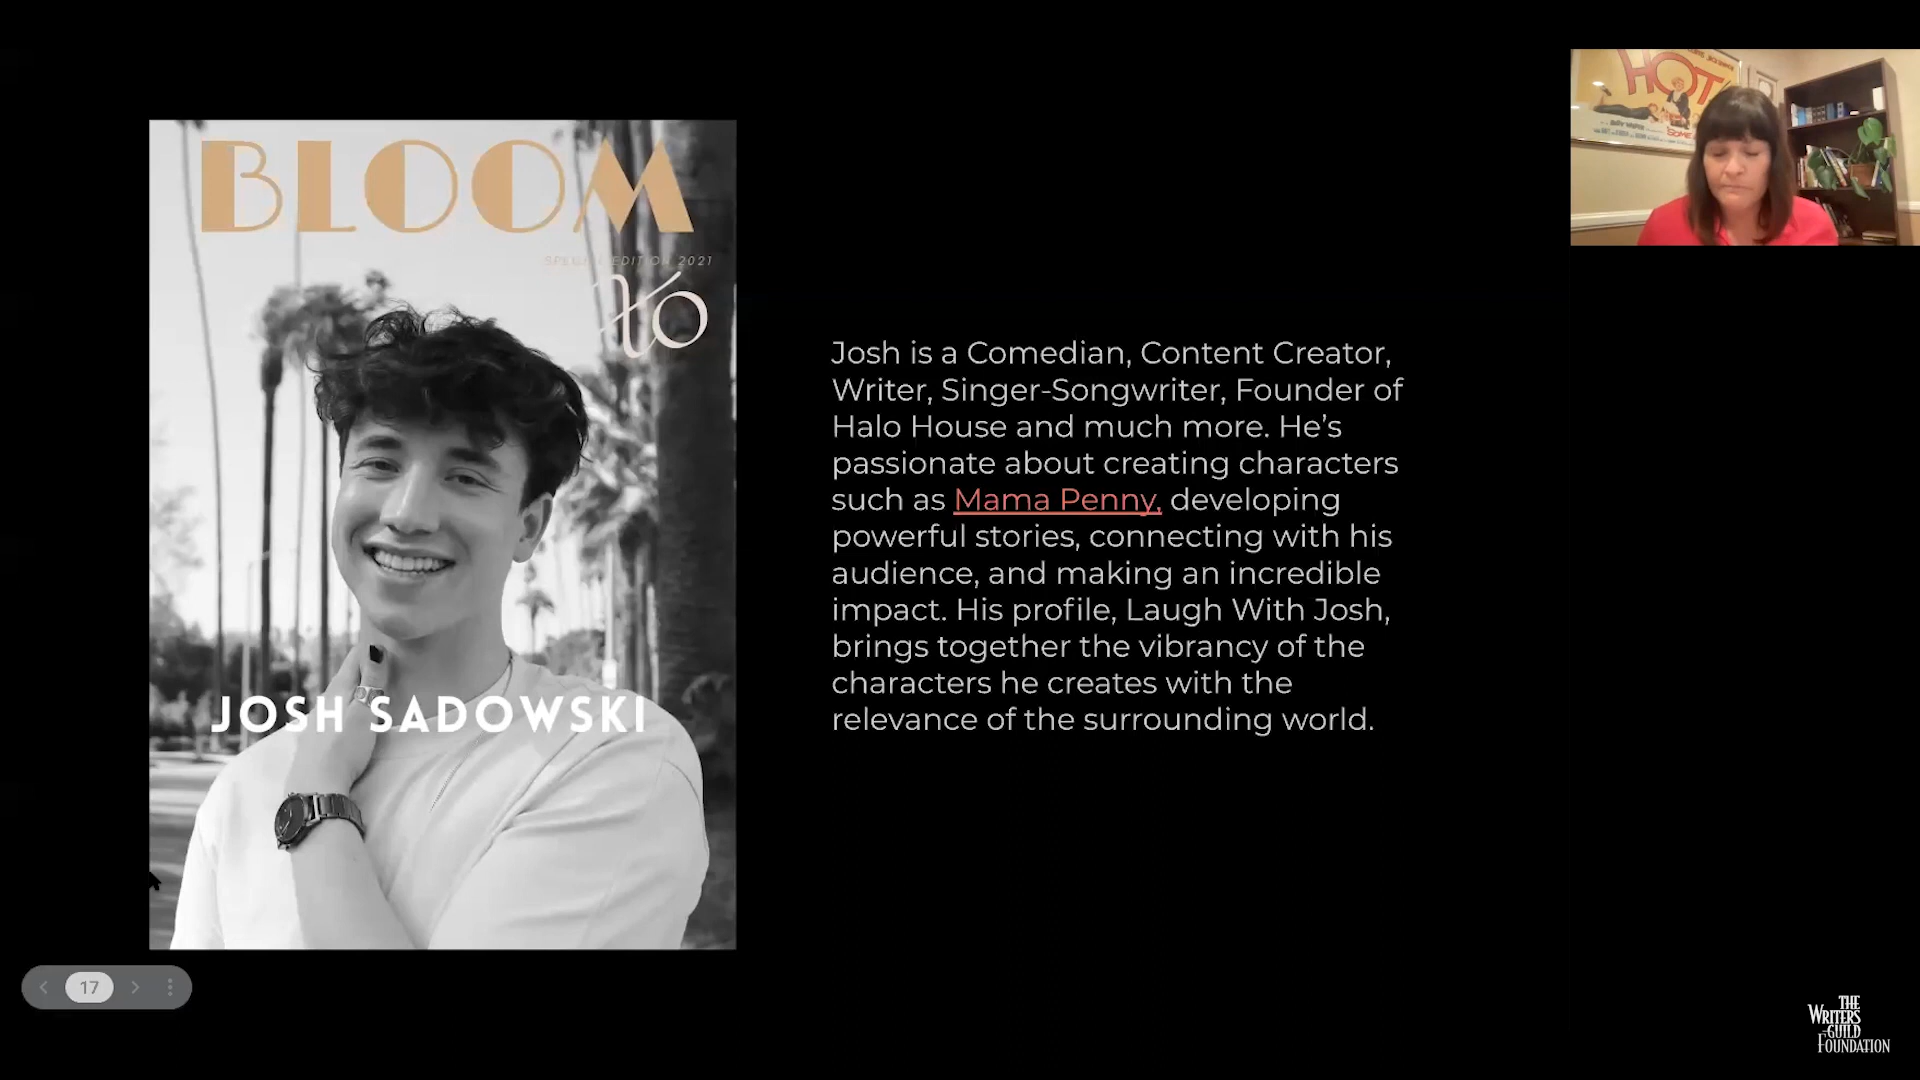 BLOOM
SPECIAL EDITION 2021
XO
JOSH SADOWSKI
Josh is a Comedian, Content Creator,
Writer, Singer-Songwriter, Founder of
Halo House and much more. He’s
passionate about creating characters
such as Mama Penny, developing
powerful stories, connecting with his
audience, and making an incredible
impact. His profile, Laugh With Josh,
brings together the vibrancy of the
characters he creates with the
relevance of the surrounding world.
HOT
SOME
17
THE
WRITERS
GUILD
FOUNDATION